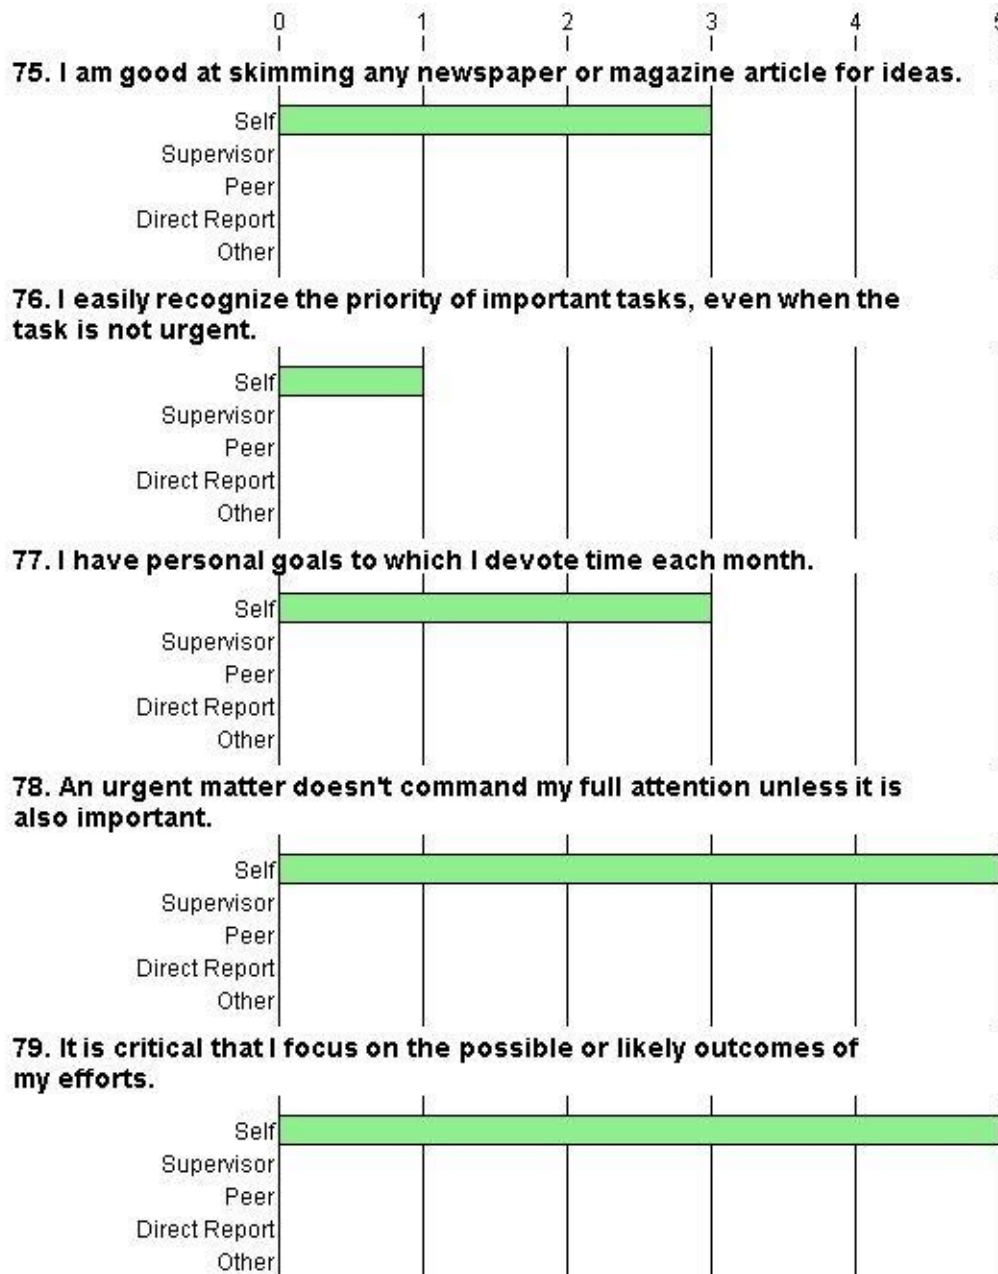 0 1 2 3 4 5
75. I am good at skimming any newspaper or magazine article for ideas.
Self
Supervisor
Peer
Direct Report
Other
76. I easily recognize the priority of important tasks, even when the
task is not urgent.
Self
Supervisor
Peer
Direct Report
Other
77. I have personal goals to which I devote time each month.
Self
Supervisor
Peer
Direct Report
Other
78. An urgent matter doesn't command my full attention unless it is
also important.
Self
Supervisor
Peer
Direct Report
Other
79. It is critical that I focus on the possible or likely outcomes of
my efforts.
Self
Supervisor
Peer
Direct Report
Other